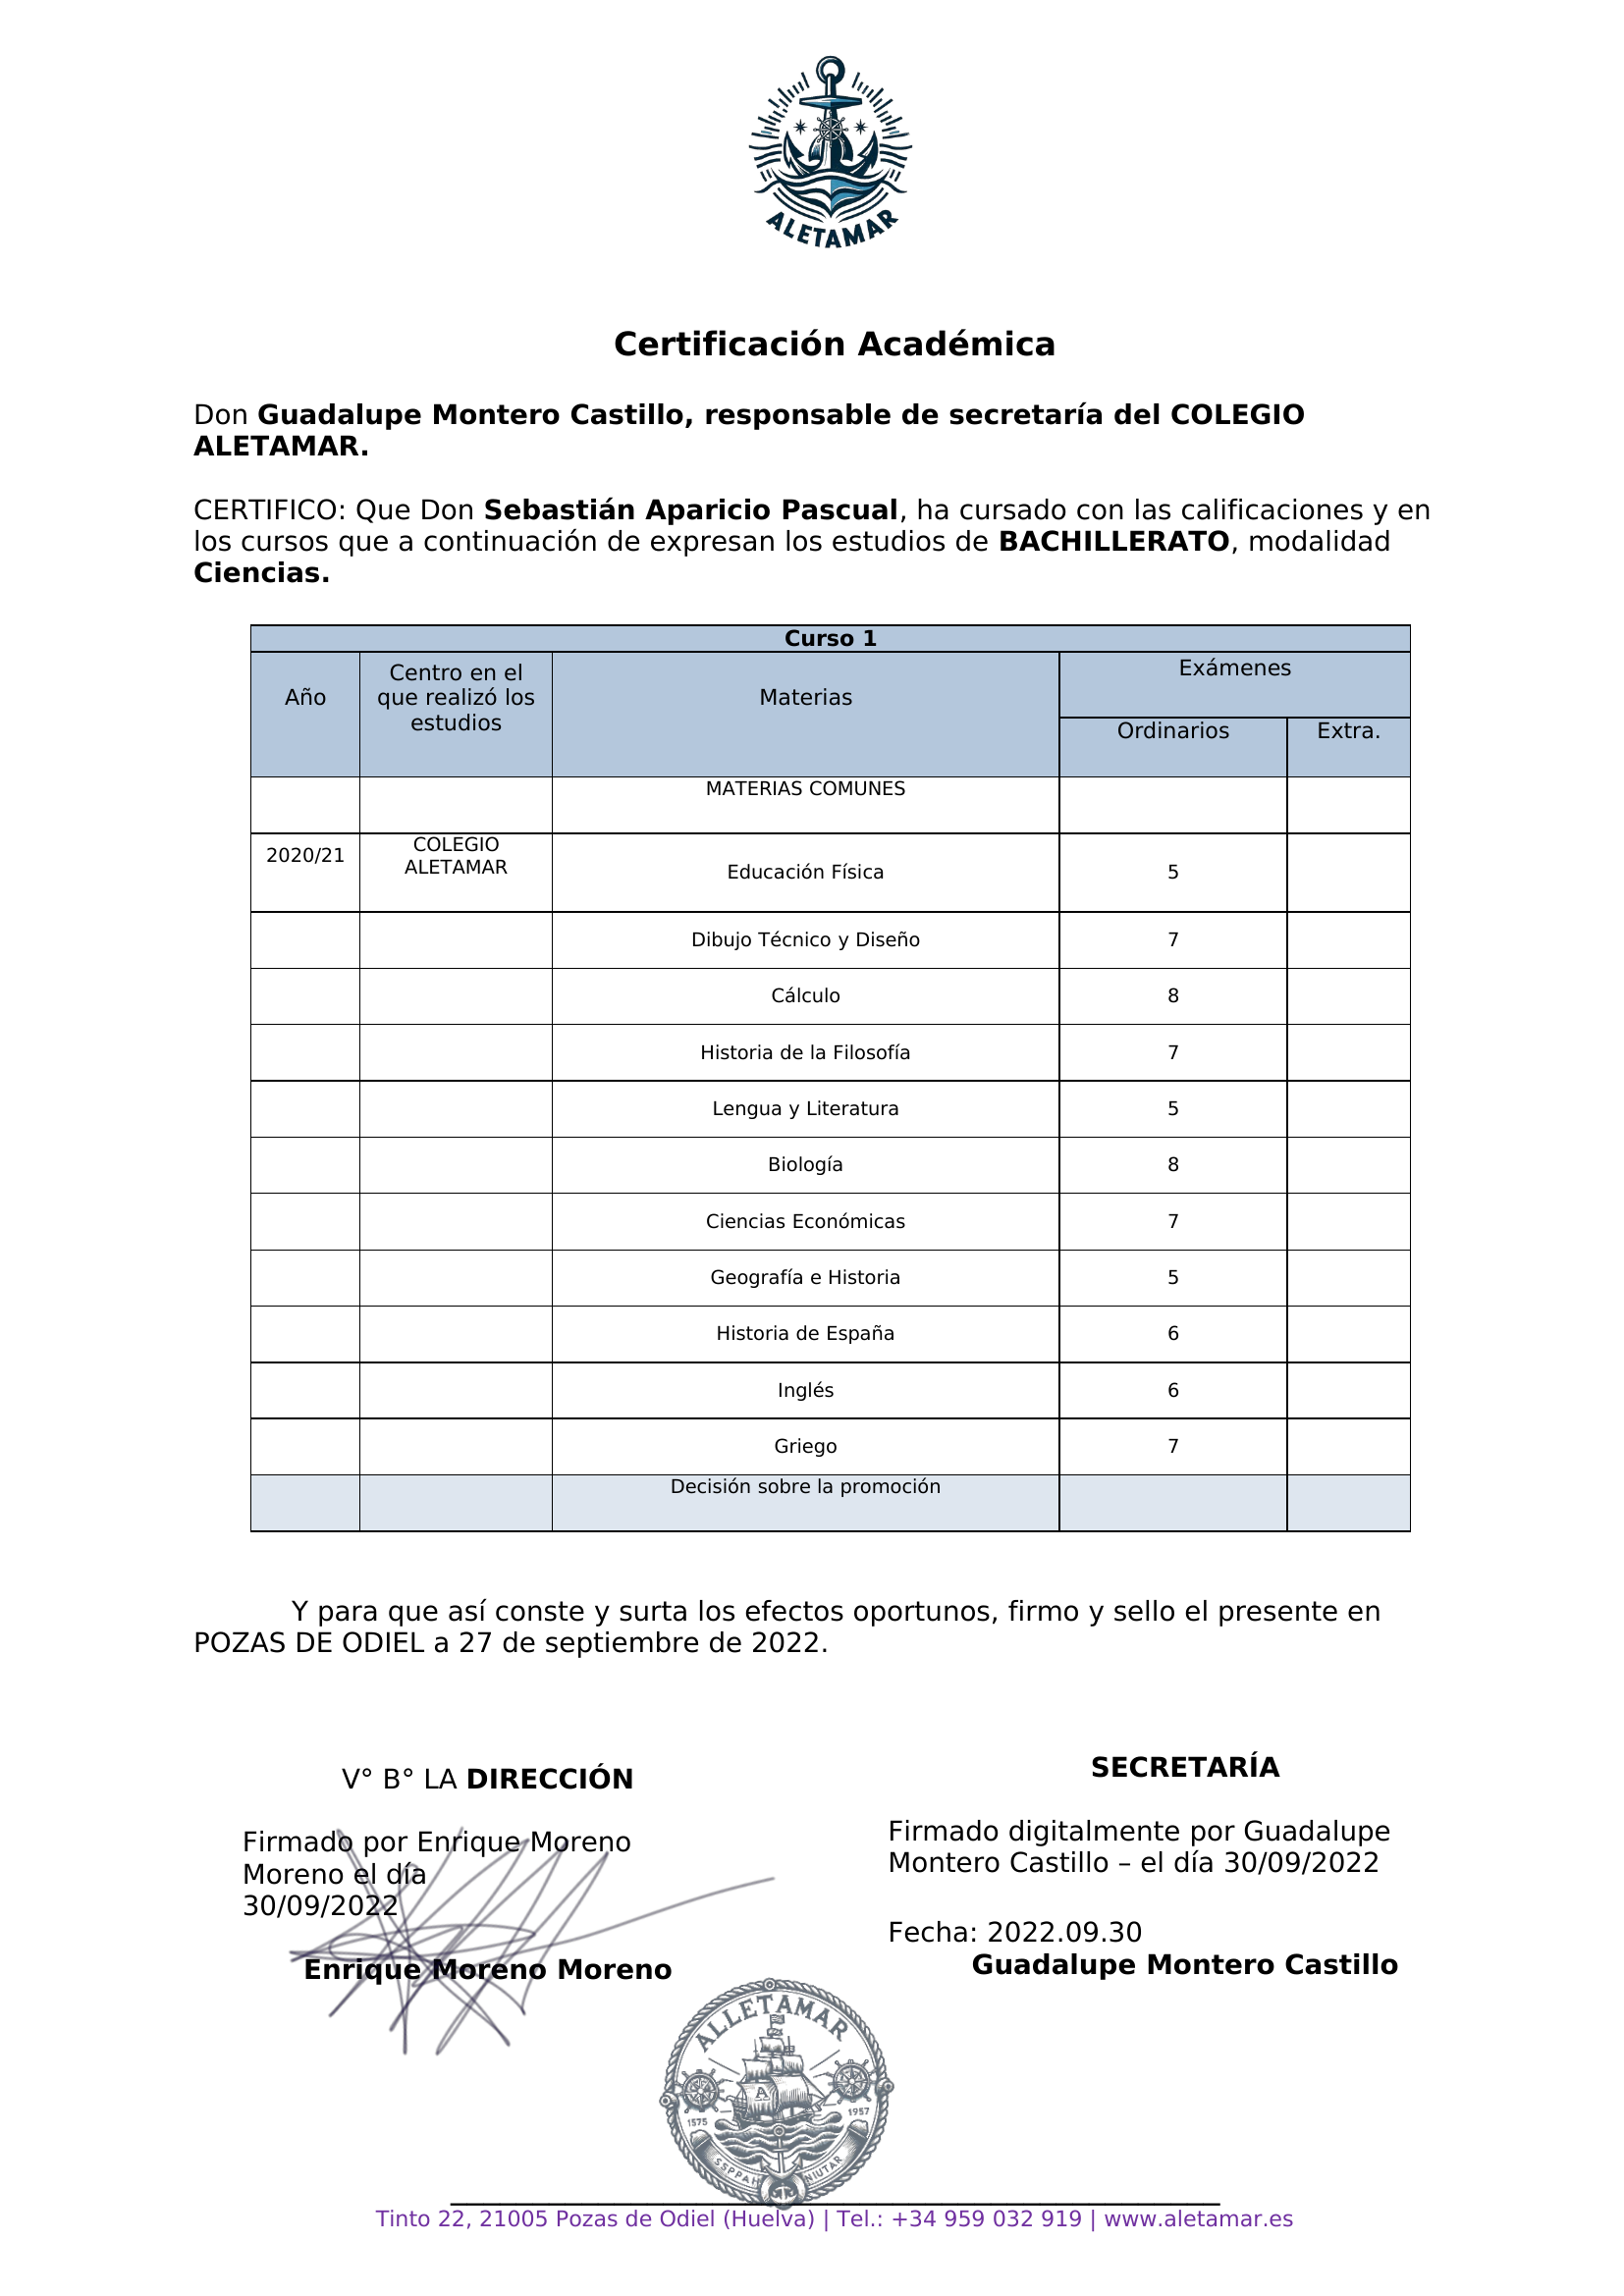 ALETAMAR
Certificación Académica
Don Guadalupe Montero Castillo, responsable de secretaría del COLEGIO
ALETAMAR.
CERTIFICO: Que Don Sebastián Aparicio Pascual, ha cursado con las calificaciones y en
los cursos que a continuación de expresan los estudios de BACHILLERATO, modalidad
Ciencias.
Curso 1
Año
Centro en el
que realizó los
estudios
Materias
Exámenes
Ordinarios
Extra.
MATERIAS COMUNES
2020/21
COLEGIO
ALETAMAR
Educación Física 5
Dibujo Técnico y Diseño 7
Cálculo 8
Historia de la Filosofía 7
Lengua y Literatura 5
Biología 8
Ciencias Económicas 7
Geografía e Historia 5
Historia de España 6
Inglés 6
Griego 7
Decisión sobre la promoción
Y para que así conste y surta los efectos oportunos, firmo y sello el presente en
POZAS DE ODIEL a 27 de septiembre de 2022.
V° B° LA DIRECCIÓN
Firmado por Enrique Moreno
Moreno el día
30/09/2022
Enrique Moreno Moreno
SECRETARÍA
Firmado digitalmente por Guadalupe
Montero Castillo – el día 30/09/2022
Fecha: 2022.09.30
Guadalupe Montero Castillo
ALLETAMAR
A
1575
1957
SSPPAH
NIUTAR
Tinto 22, 21005 Pozas de Odiel (Huelva) | Tel.: +34 959 032 919 | www.aletamar.es